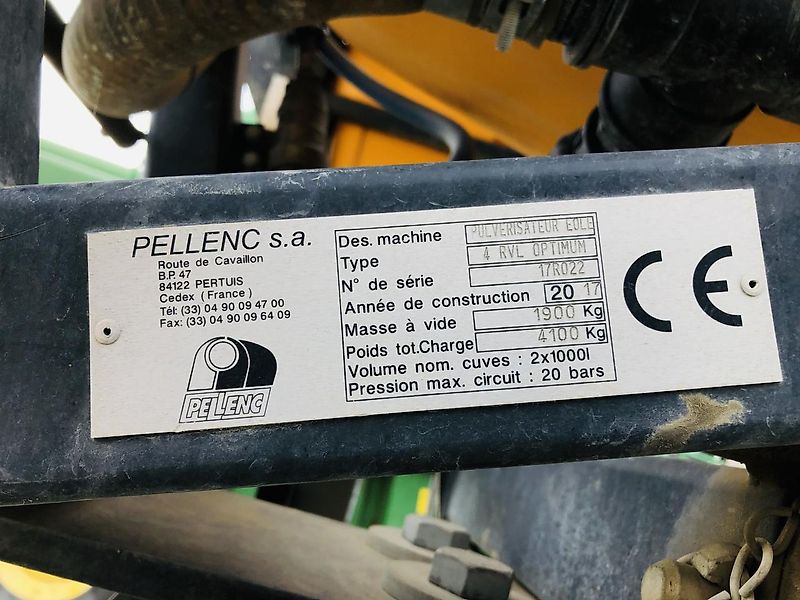 PELLENC s.a.
Route de Cavaillon
B.P. 47
84122 PERTUIS
Cedex ( France )
Tél: (33) 04 90 09 47 00
Fax: (33) 04 90 09 64 09
PELLENC
Des. machine PULVERISATEUR EOLE
Type 4 RVL OPTIMUM
N° de série 17R022
Année de construction 20 17
Masse à vide 1900 Kg
Poids tot.Charge 4100 Kg
Volume nom. cuves : 2x1000l
Pression max. circuit : 20 bars
CE